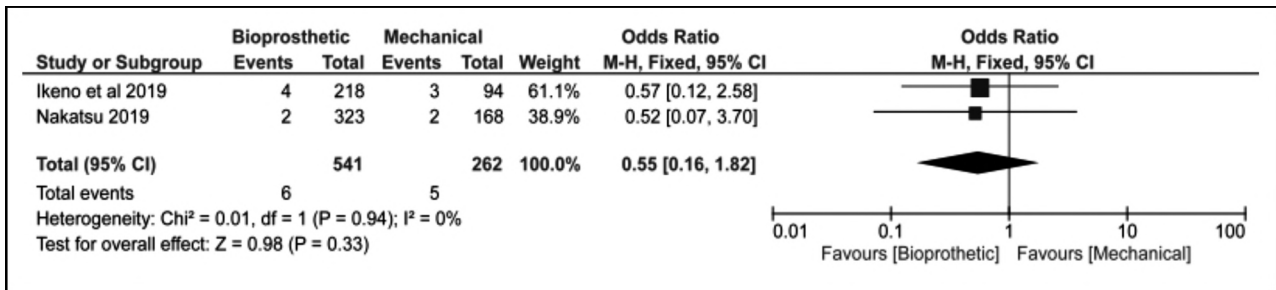 Bioprosthetic Mechanical Odds Ratio Odds Ratio
Study or Subgroup Events Total Events Total Weight M-H, Fixed, 95% CI M-H, Fixed, 95% CI
Ikeno et al 2019 4 218 3 94 61.1% 0.57 [0.12, 2.58]
Nakatsu 2019 2 323 2 168 38.9% 0.52 [0.07, 3.70]
Total (95% CI) 541 262 100.0% 0.55 [0.16, 1.82]
Total events 6 5
Heterogeneity: Chi² = 0.01, df = 1 (P = 0.94); I² = 0%
Test for overall effect: Z = 0.98 (P = 0.33)
0.01 0.1 1 10 100
Favours [Bioprothetic] Favours [Mechanical]